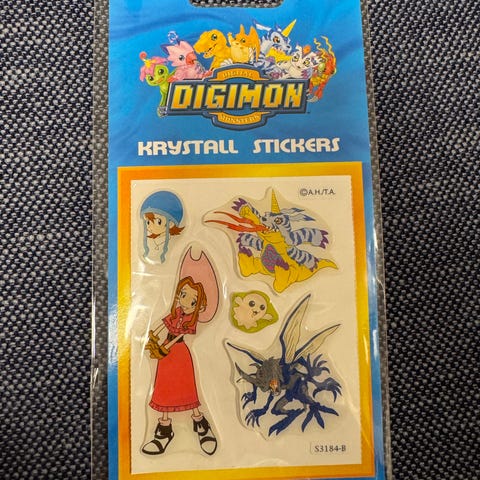 DIGITAL
DIGIMON
MONSTERS
KRYSTALL STICKERS
©A.H./T.A.
S3184-B